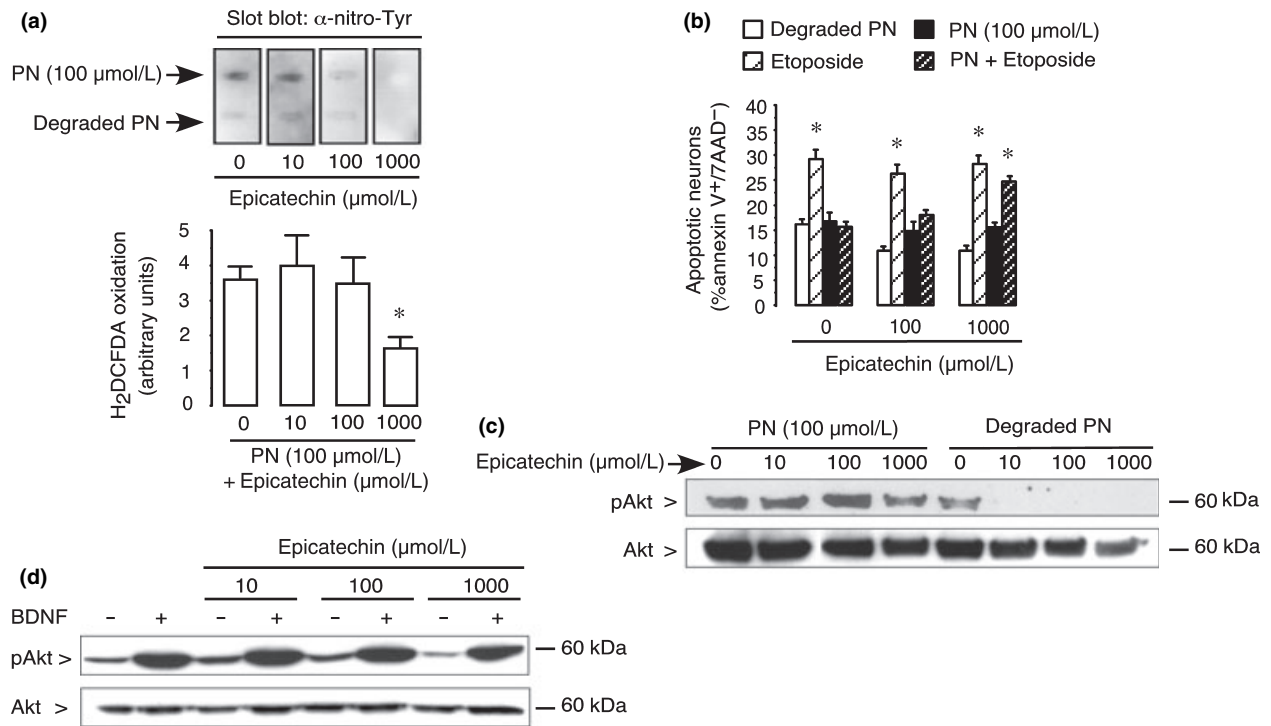 (a)
Slot blot: α-nitro-Tyr
PN (100 µmol/L)
Degraded PN
0 10 100 1000
Epicatechin (µmol/L)
H2DCFDA oxidation
(arbitrary units)
5
4
3
2
1
0
*
0 10 100 1000
PN (100 µmol/L)
+ Epicatechin (µmol/L)
(b)
Degraded PN PN (100 µmol/L)
Etoposide PN + Etoposide
Apoptotic neurons
(%annexin V+/7AAD–)
40
35
30
25
20
15
10
5
0
* * * *
0 100 1000
Epicatechin (µmol/L)
(c)
PN (100 µmol/L) Degraded PN
Epicatechin (µmol/L) 0 10 100 1000 0 10 100 1000
pAkt > 60 kDa
Akt > 60 kDa
(d)
Epicatechin (µmol/L)
10 100 1000
BDNF – + – + – + – +
pAkt > 60 kDa
Akt > 60 kDa